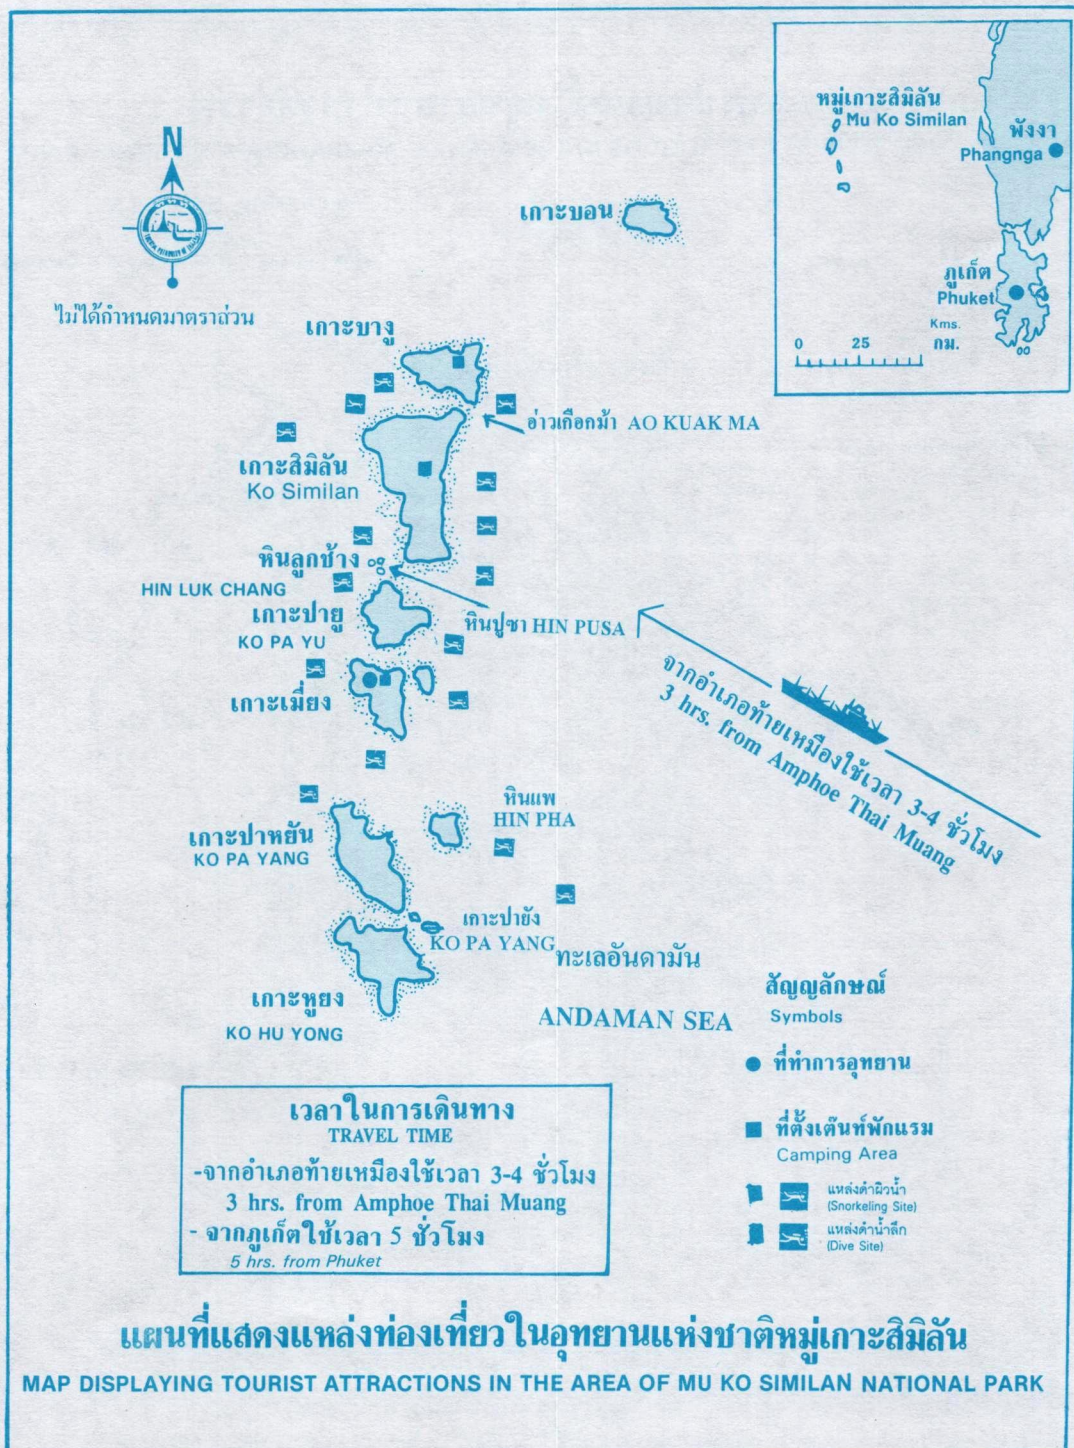 หมู่เกาะสิมิลัน
Mu Ko Similan
พังงา
Phangnga
ภูเก็ต
Phuket
Kms.
กม.
0 25
N
ไม่ได้กำหนดมาตราส่วน
เกาะบอน
เกาะบางู
อ่าวเกือกม้า AO KUAK MA
เกาะสิมิลัน
Ko Similan
หินลูกช้าง
HIN LUK CHANG
เกาะปายู
KO PA YU
หินปูซา HIN PUSA
เกาะเมี่ยง
จากอำเภอท้ายเหมืองใช้เวลา 3-4 ชั่วโมง
3 hrs. from Amphoe Thai Muang
หินแพ
HIN PHA
เกาะปาหยัน
KO PA YANG
เกาะปายัง
KO PA YANG
ทะเลอันดามัน
ANDAMAN SEA
เกาะหูยง
KO HU YONG
สัญญลักษณ์
Symbols
ที่ทำการอุทยาน
ที่ตั้งเต๊นท์พักแรม
Camping Area
แหล่งดำผิวน้ำ
(Snorkeling Site)
แหล่งดำน้ำลึก
(Dive Site)
เวลาในการเดินทาง
TRAVEL TIME
-จากอำเภอท้ายเหมืองใช้เวลา 3-4 ชั่วโมง
3 hrs. from Amphoe Thai Muang
- จากภูเก็ตใช้เวลา 5 ชั่วโมง
5 hrs. from Phuket
แผนที่แสดงแหล่งท่องเที่ยวในอุทยานแห่งชาติหมู่เกาะสิมิลัน
MAP DISPLAYING TOURIST ATTRACTIONS IN THE AREA OF MU KO SIMILAN NATIONAL PARK